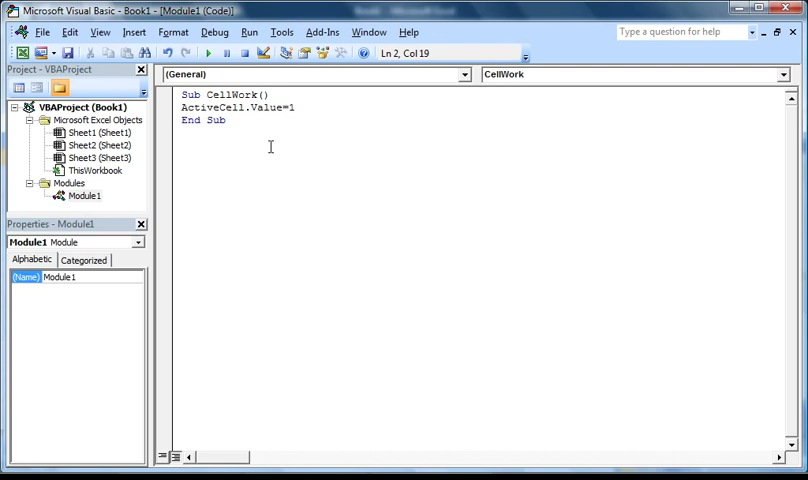 Microsoft Visual Basic - Book1 - [Module1 (Code)]
File Edit View Insert Format Debug Run Tools Add-Ins Window Help
Type a question for help
Ln 2, Col 19
Project - VBAProject
(General)
CellWork
VBAProject (Book1)
Microsoft Excel Objects
Sheet1 (Sheet1)
Sheet2 (Sheet2)
Sheet3 (Sheet3)
ThisWorkbook
Modules
Module1
Sub CellWork()
ActiveCell.Value=1
End Sub
Properties - Module1
Module1 Module
Alphabetic Categorized
(Name) Module1